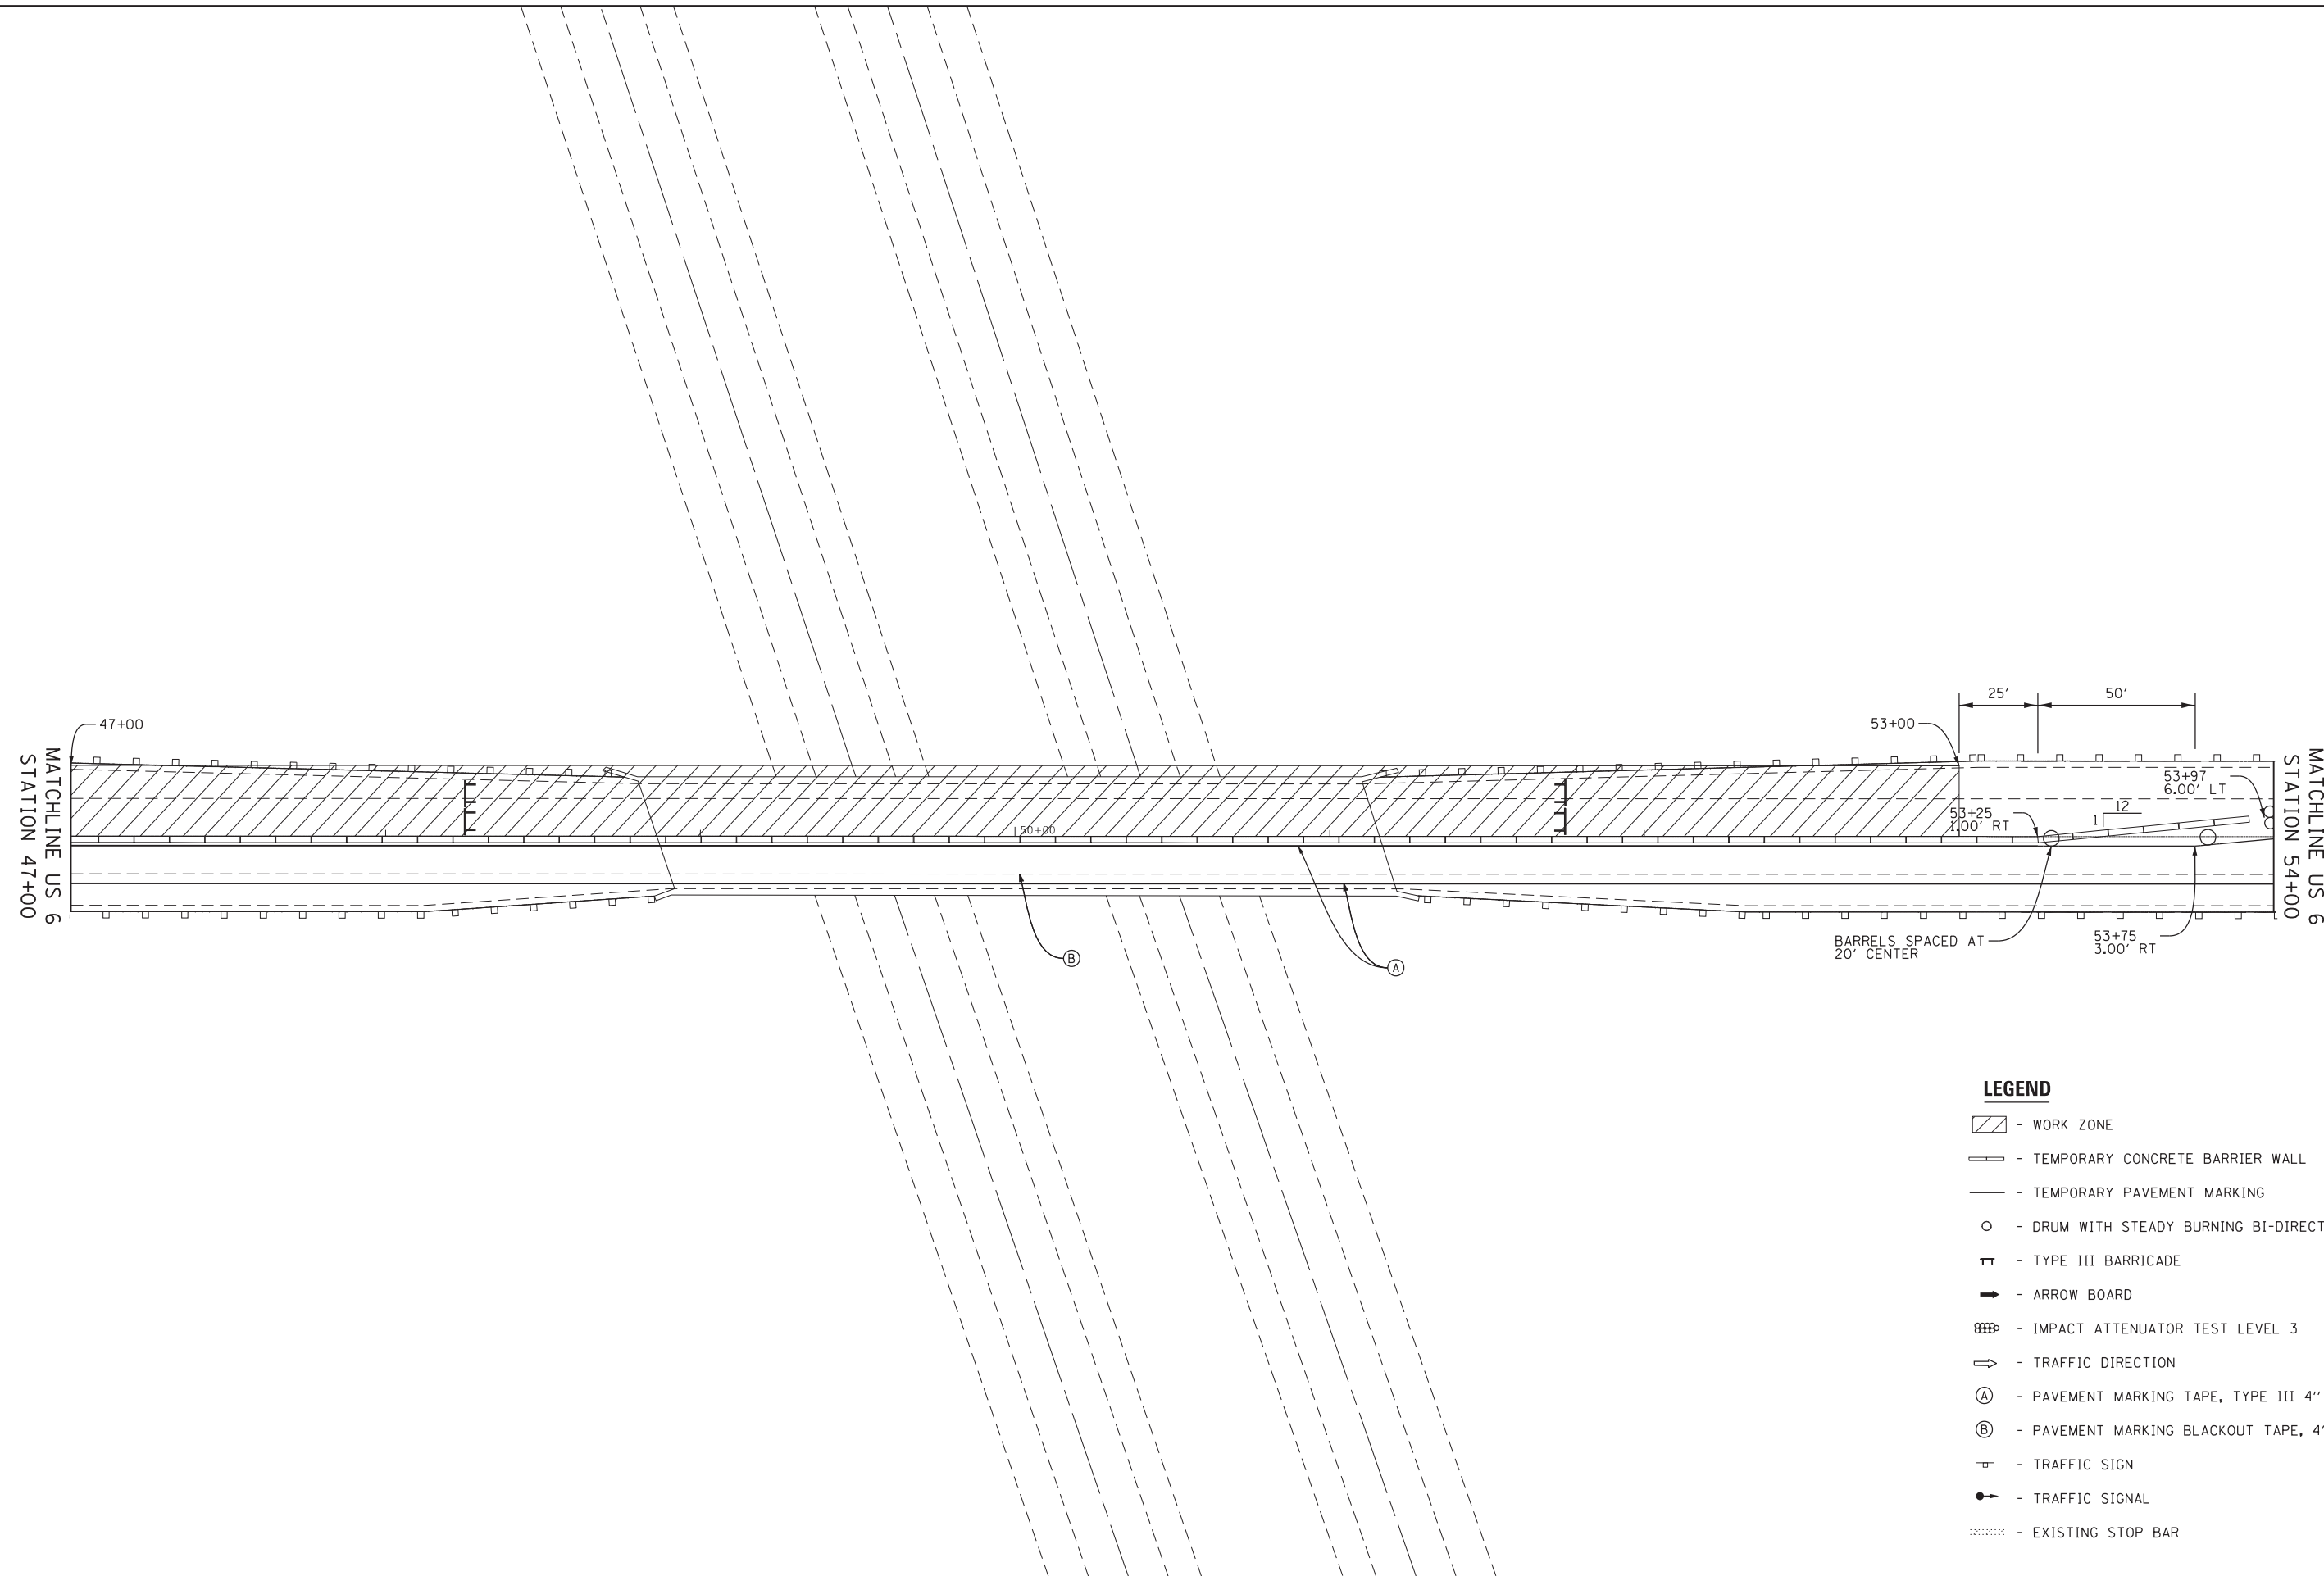 47+00
MATCHLINE US 6
STATION 47+00
50+00
53+00
25'
50'
53+25
1.00' RT
12
1
53+97
6.00' LT
MATCHLINE US 6
STATION 54+00
BARRELS SPACED AT
20' CENTER
53+75
3.00' RT
B
A
LEGEND
- WORK ZONE
- TEMPORARY CONCRETE BARRIER WALL
- TEMPORARY PAVEMENT MARKING
- DRUM WITH STEADY BURNING BI-DIRECT
- TYPE III BARRICADE
- ARROW BOARD
- IMPACT ATTENUATOR TEST LEVEL 3
- TRAFFIC DIRECTION
A - PAVEMENT MARKING TAPE, TYPE III 4"
B - PAVEMENT MARKING BLACKOUT TAPE, 4"
- TRAFFIC SIGN
- TRAFFIC SIGNAL
- EXISTING STOP BAR